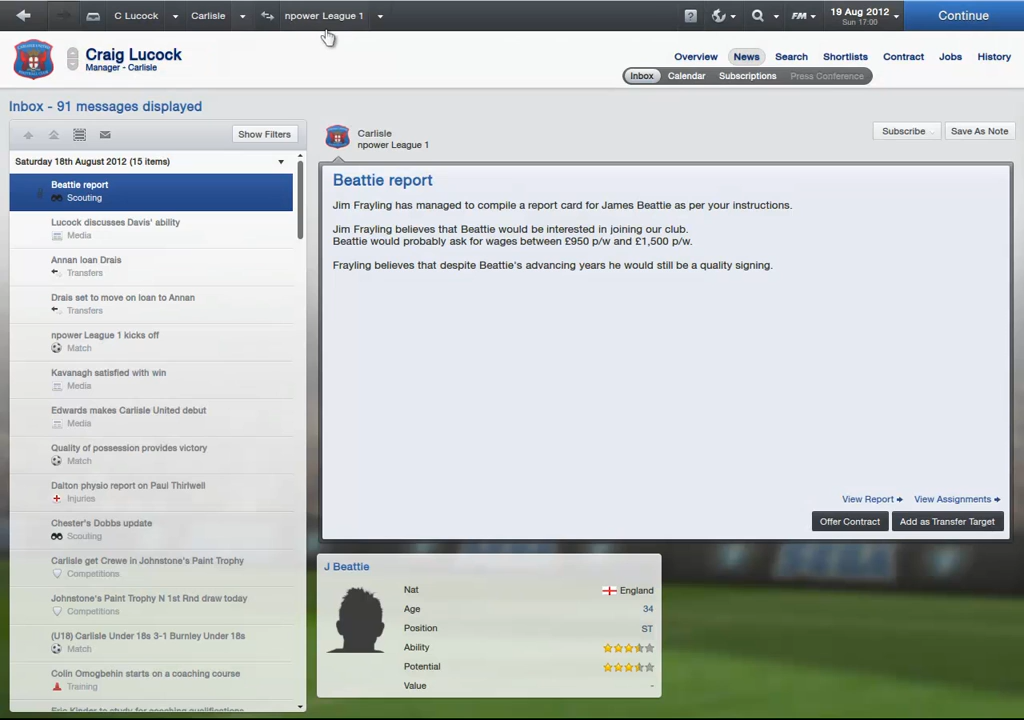 C Lucock
Carlisle
npower League 1
?
FM
19 Aug 2012
Sun 17:00
Continue
Craig Lucock
Manager - Carlisle
Overview
News
Search
Shortlists
Contract
Jobs
History
Inbox
Calendar
Subscriptions
Press Conference
Inbox - 91 messages displayed
Show Filters
Saturday 18th August 2012 (15 items)
Beattie report
Scouting
Lucock discusses Davis' ability
Media
Annan loan Drais
Transfers
Drais set to move on loan to Annan
Transfers
npower League 1 kicks off
Match
Kavanagh satisfied with win
Media
Edwards makes Carlisle United debut
Media
Quality of possession provides victory
Match
Dalton physio report on Paul Thirlwell
Injuries
Chester's Dobbs update
Scouting
Carlisle get Crewe in Johnstone's Paint Trophy
Competitions
Johnstone's Paint Trophy N 1st Rnd draw today
Competitions
(U18) Carlisle Under 18s 3-1 Burnley Under 18s
Match
Colin Omogbehin starts on a coaching course
Training
Eric Kinder to study for coaching qualifications
Carlisle
npower League 1
Subscribe
Save As Note
Beattie report
Jim Frayling has managed to compile a report card for James Beattie as per your instructions.
Jim Frayling believes that Beattie would be interested in joining our club.
Beattie would probably ask for wages between £950 p/w and £1,500 p/w.
Frayling believes that despite Beattie's advancing years he would still be a quality signing.
View Report
View Assignments
Offer Contract
Add as Transfer Target
J Beattie
Nat England
Age 34
Position ST
Ability
Potential
Value -